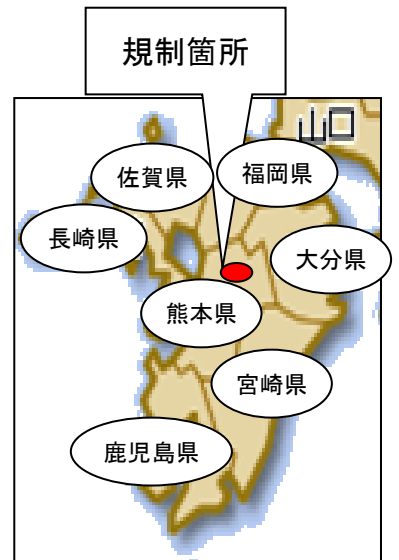 規制箇所
山口
佐賀県
福岡県
長崎県
大分県
熊本県
宮崎県
鹿児島県